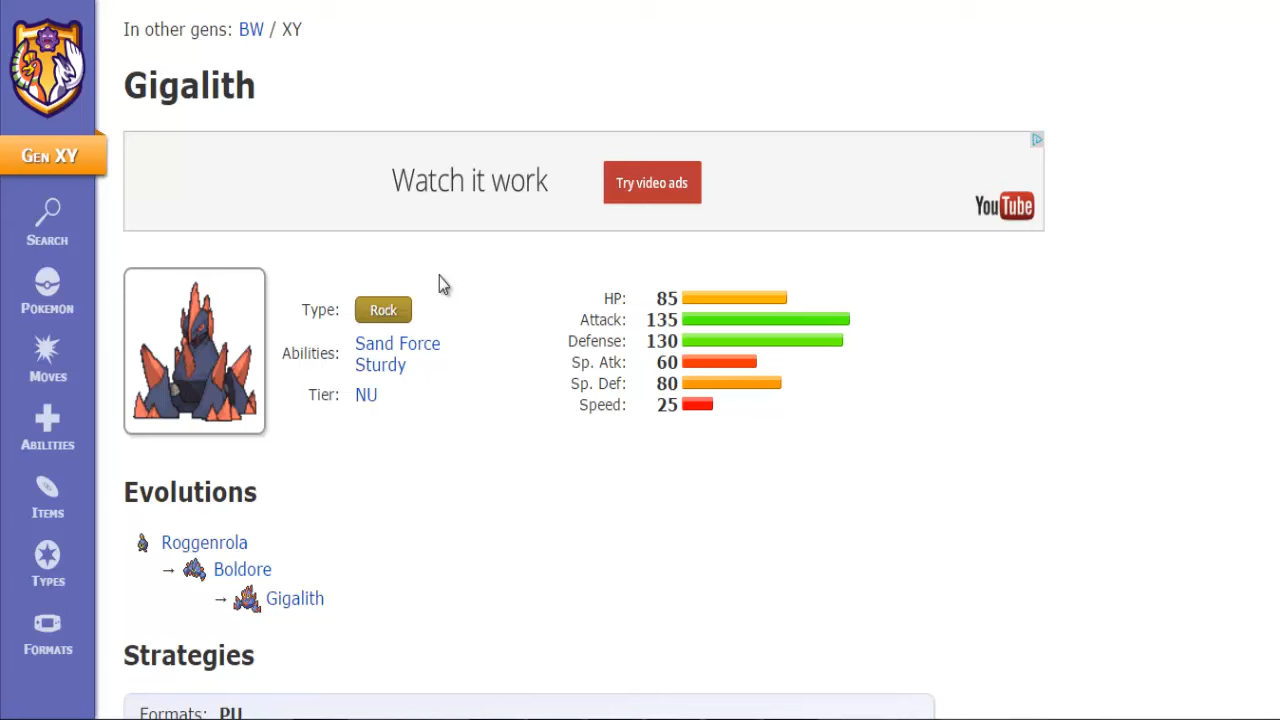 In other gens: BW / XY
Gigalith
Watch it work
Try video ads
YouTube
GEN XY
SEARCH
POKEMON
MOVES
ABILITIES
ITEMS
TYPES
FORMATS
Type: Rock
Abilities: Sand Force
Sturdy
Tier: NU
HP: 85
Attack: 135
Defense: 130
Sp. Atk: 60
Sp. Def: 80
Speed: 25
Evolutions
Roggenrola
→ Boldore
→ Gigalith
Strategies
Formats: PU